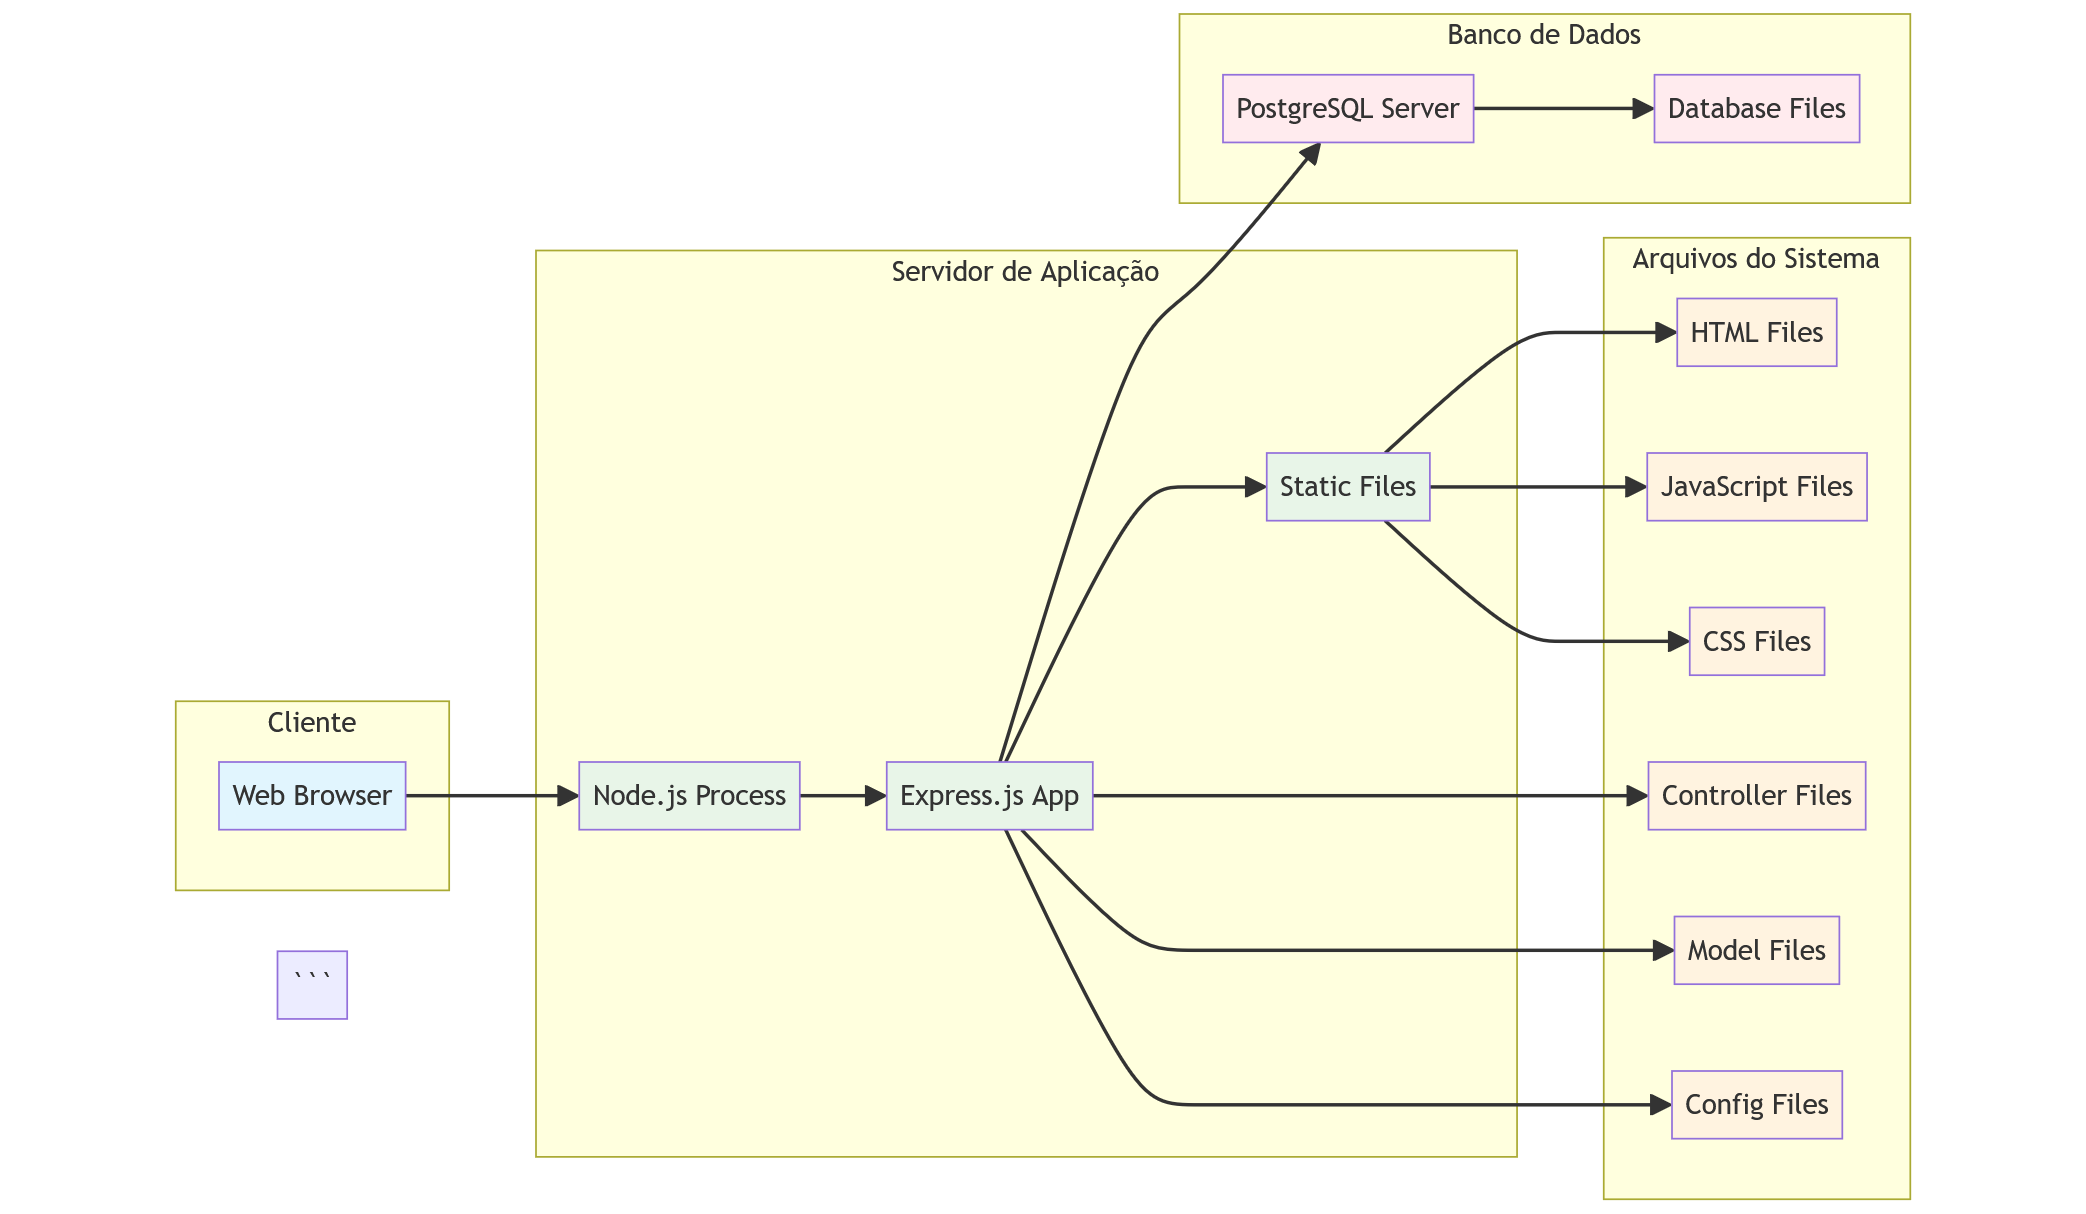 Banco de Dados
PostgreSQL Server
Database Files
Servidor de Aplicação
Arquivos do Sistema
HTML Files
Static Files
JavaScript Files
CSS Files
Cliente
Web Browser
Node.js Process
Express.js App
Controller Files
Model Files
```
Config Files